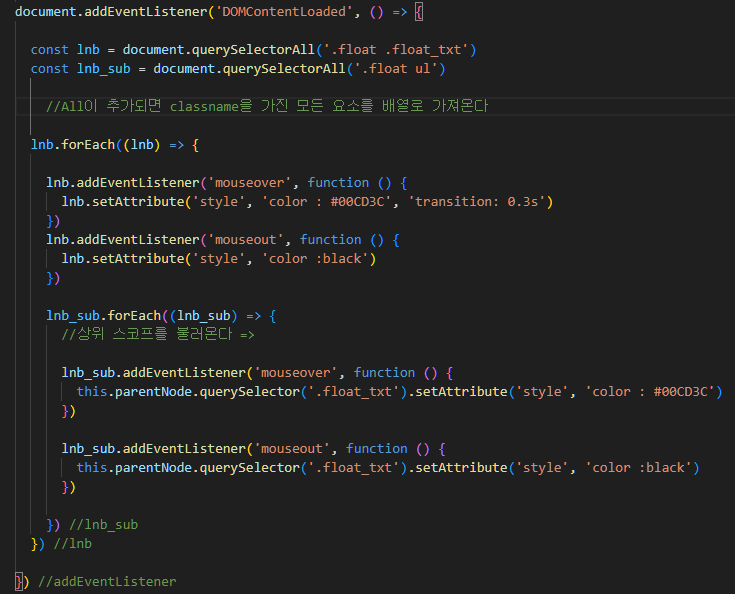 document.addEventListener('DOMContentLoaded', () => {
const lnb = document.querySelectorAll('.float .float_txt')
const lnb_sub = document.querySelectorAll('.float ul')
//All이 추가되면 classname을 가진 모든 요소를 배열로 가져온다
lnb.forEach((lnb) => {
lnb.addEventListener('mouseover', function () {
lnb.setAttribute('style', 'color : #00CD3C', 'transition: 0.3s')
})
lnb.addEventListener('mouseout', function () {
lnb.setAttribute('style', 'color :black')
})
lnb_sub.forEach((lnb_sub) => {
//상위 스코프를 불러온다 =>
lnb_sub.addEventListener('mouseover', function () {
this.parentNode.querySelector('.float_txt').setAttribute('style', 'color : #00CD3C')
})
lnb_sub.addEventListener('mouseout', function () {
this.parentNode.querySelector('.float_txt').setAttribute('style', 'color :black')
})
}) //lnb_sub
}) //lnb
}) //addEventListener